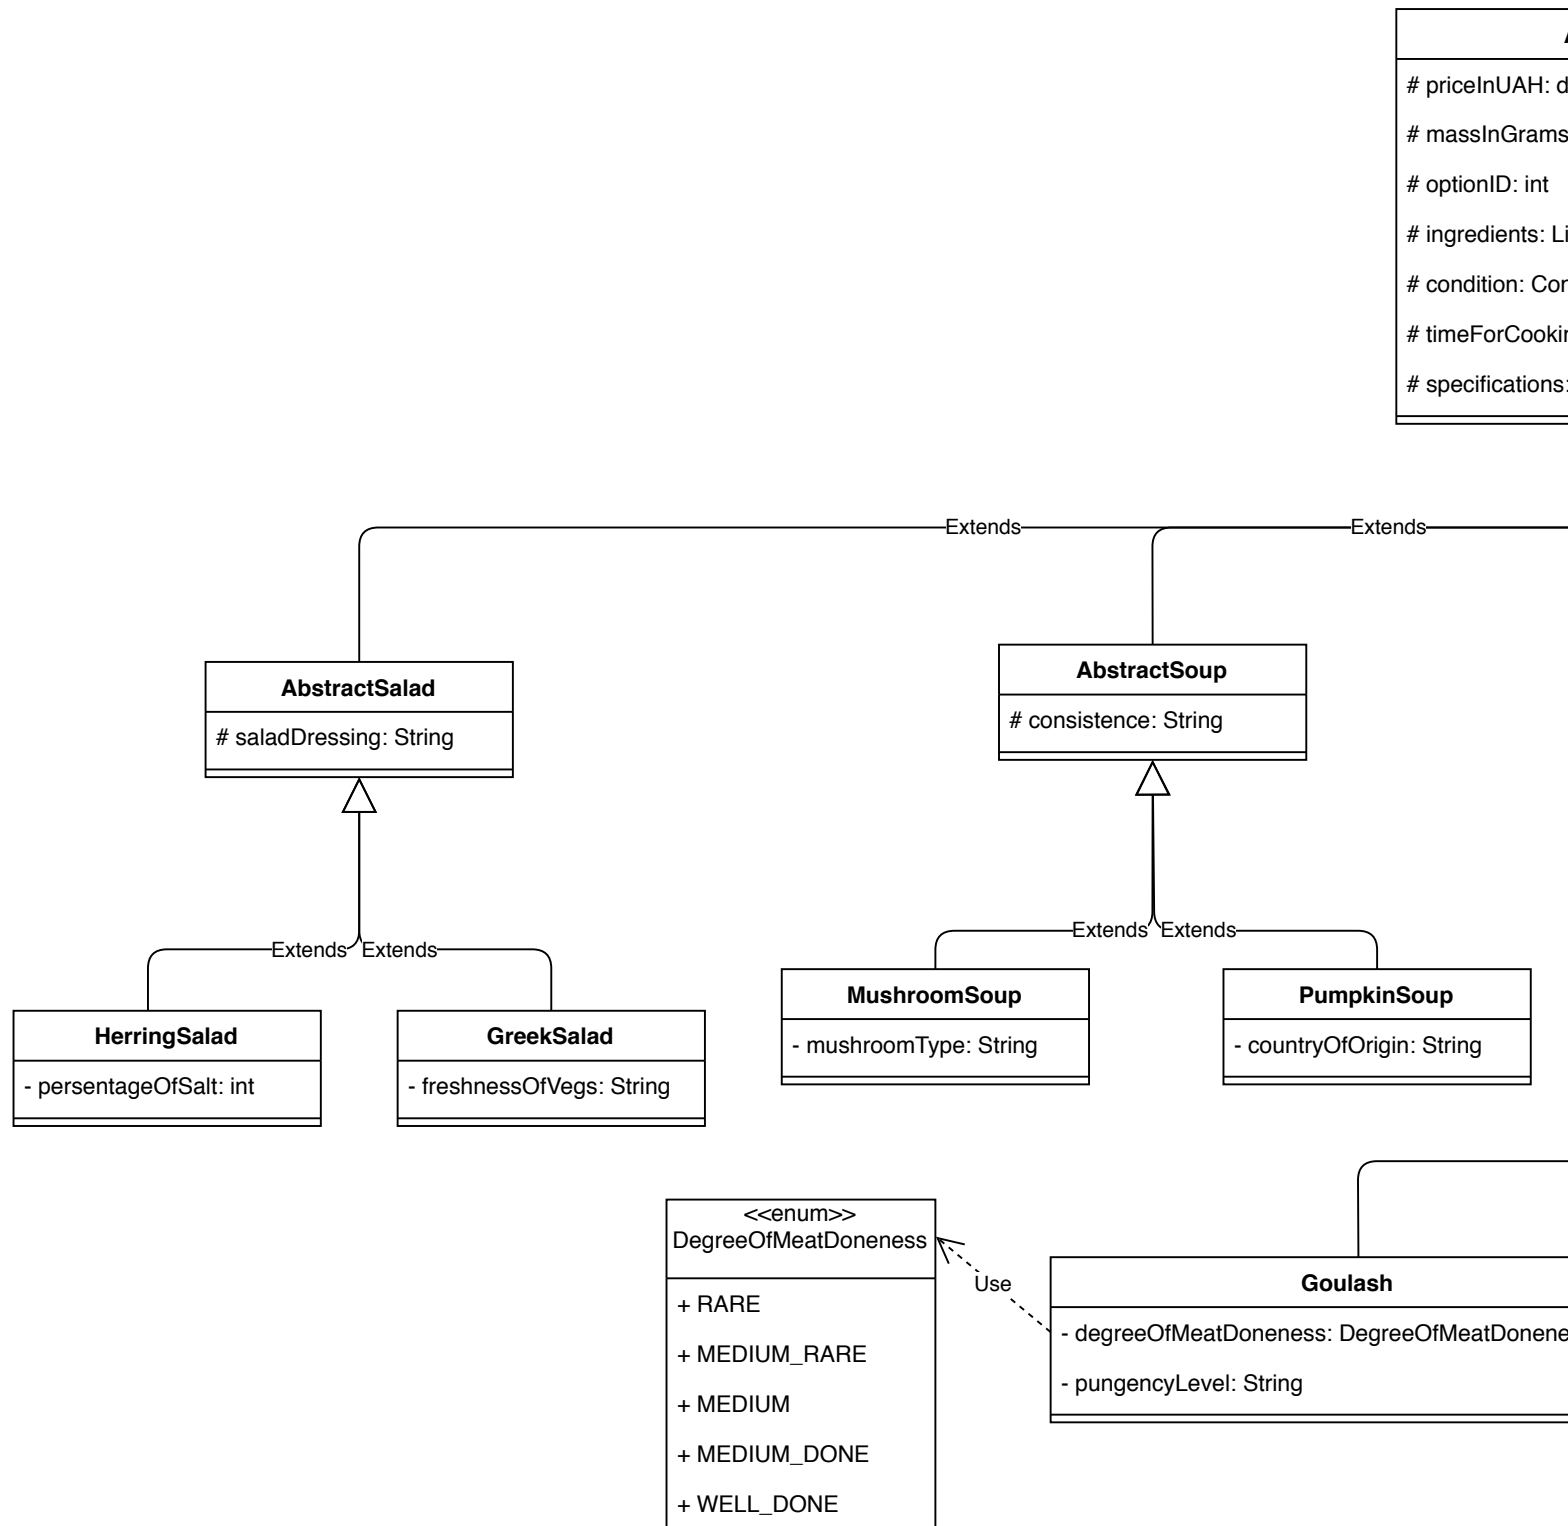 # priceInUAH: d
# massInGrams
# optionID: int
# ingredients: Li
# condition: Con
# timeForCookin
# specifications:
Extends
Extends
AbstractSalad
# saladDressing: String
AbstractSoup
# consistence: String
Extends
Extends
Extends
Extends
HerringSalad
- persentageOfSalt: int
GreekSalad
- freshnessOfVegs: String
MushroomSoup
- mushroomType: String
PumpkinSoup
- countryOfOrigin: String
<<enum>>
DegreeOfMeatDoneness
+ RARE
+ MEDIUM_RARE
+ MEDIUM
+ MEDIUM_DONE
+ WELL_DONE
Use
Goulash
- degreeOfMeatDoneness: DegreeOfMeatDonene
- pungencyLevel: String